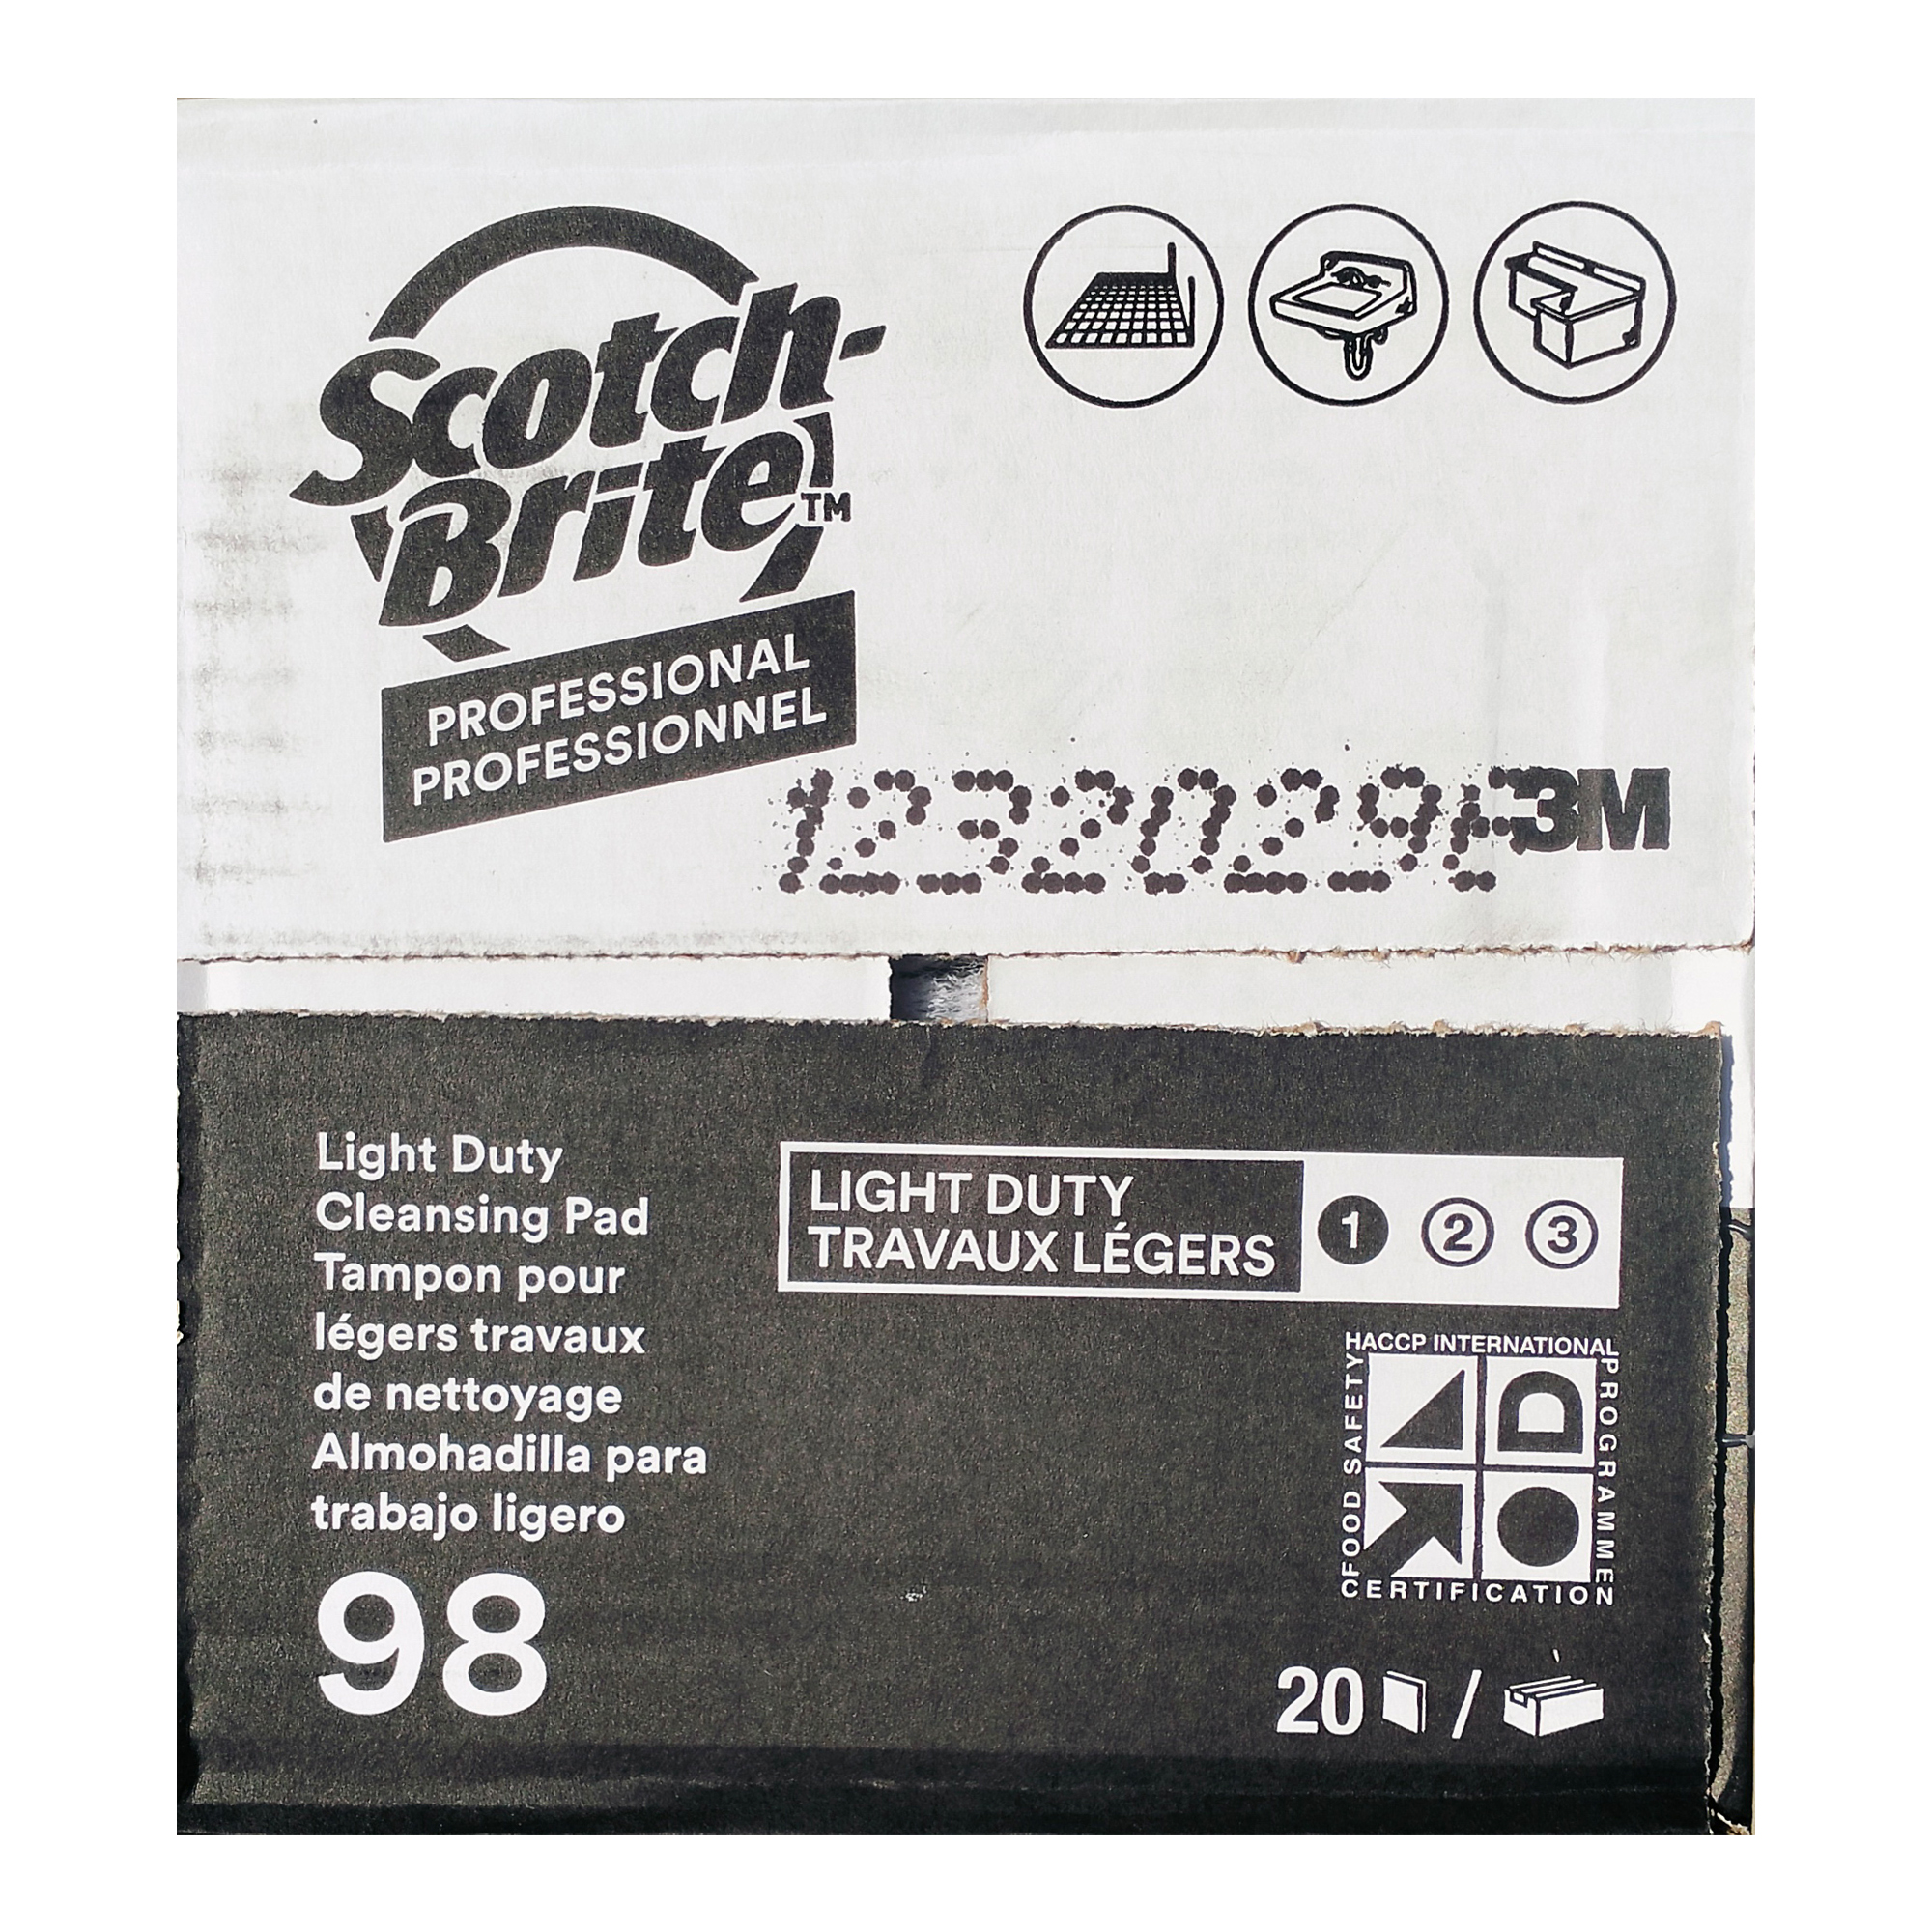 Scotch-
Brite™
PROFESSIONAL
PROFESSIONNEL
3M
Light Duty
Cleansing Pad
Tampon pour
légers travaux
de nettoyage
Almohadilla para
trabajo ligero
98
LIGHT DUTY
TRAVAUX LÉGERS
1 2 3
HACCP INTERNATIONAL
FOOD SAFETY
PROGRAMME
CERTIFICATION
20 /